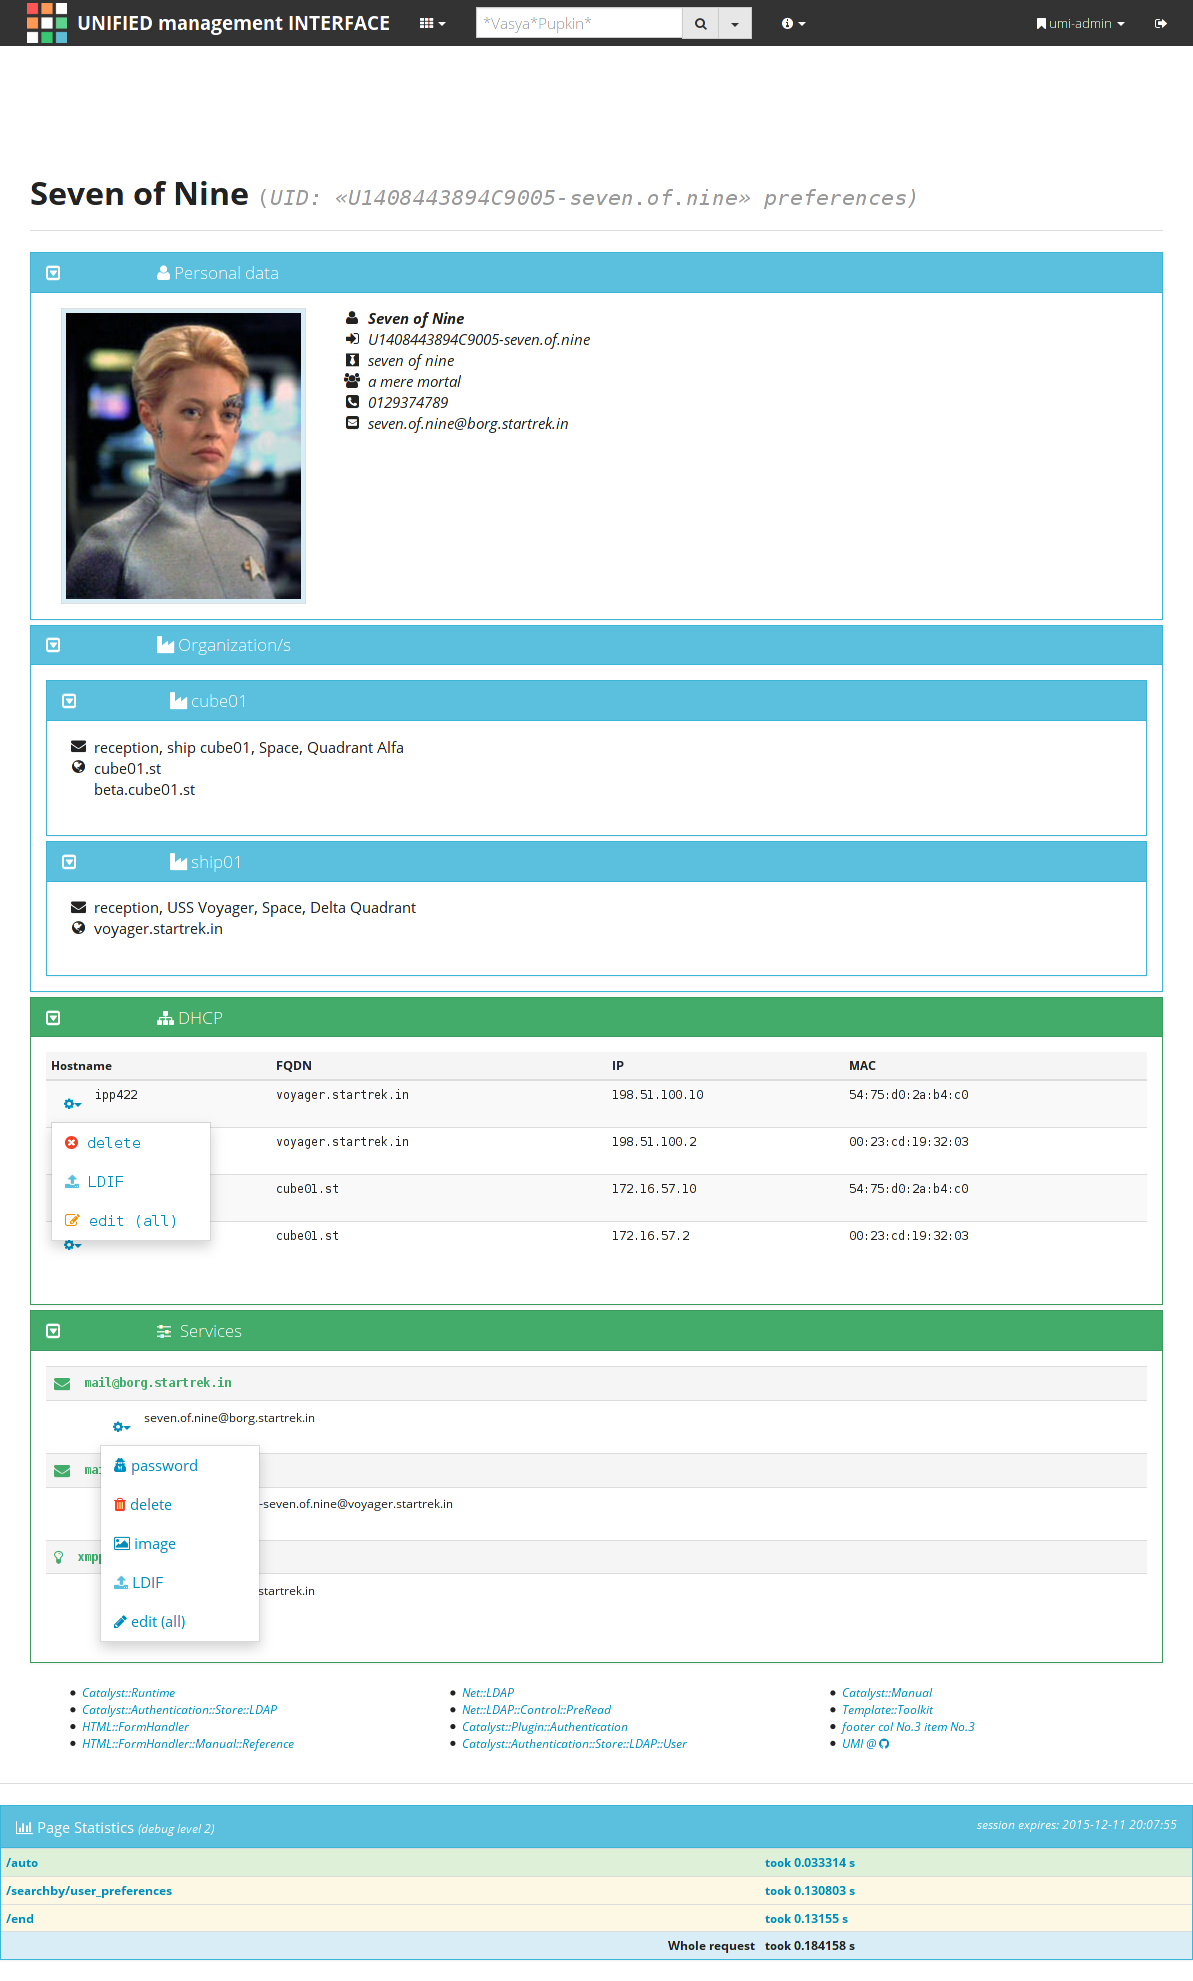 UNIFIED management INTERFACE
*Vasya*Pupkin*
umi-admin
Seven of Nine (UID: «U1408443894C9005-seven.of.nine» preferences)
Personal data
Seven of Nine
U1408443894C9005-seven.of.nine
seven of nine
a mere mortal
0129374789
seven.of.nine@borg.startrek.in
Organization/s
cube01
reception, ship cube01, Space, Quadrant Alfa
cube01.st
beta.cube01.st
ship01
reception, USS Voyager, Space, Delta Quadrant
voyager.startrek.in
DHCP
Hostname FQDN IP MAC
ipp422 voyager.startrek.in 198.51.100.10 54:75:d0:2a:b4:c0
voyager.startrek.in 198.51.100.2 00:23:cd:19:32:03
cube01.st 172.16.57.10 54:75:d0:2a:b4:c0
cube01.st 172.16.57.2 00:23:cd:19:32:03
delete
LDIF
edit (all)
Services
mail@borg.startrek.in
seven.of.nine@borg.startrek.in
-seven.of.nine@voyager.startrek.in
startrek.in
password
delete
image
LDIF
edit (all)
Catalyst::Runtime
Catalyst::Authentication::Store::LDAP
HTML::FormHandler
HTML::FormHandler::Manual::Reference
Net::LDAP
Net::LDAP::Control::PreRead
Catalyst::Plugin::Authentication
Catalyst::Authentication::Store::LDAP::User
Catalyst::Manual
Template::Toolkit
footer col No.3 item No.3
UMI @
Page Statistics (debug level 2)
session expires: 2015-12-11 20:07:55
/auto took 0.033314 s
/searchby/user_preferences took 0.130803 s
/end took 0.13155 s
Whole request took 0.184158 s